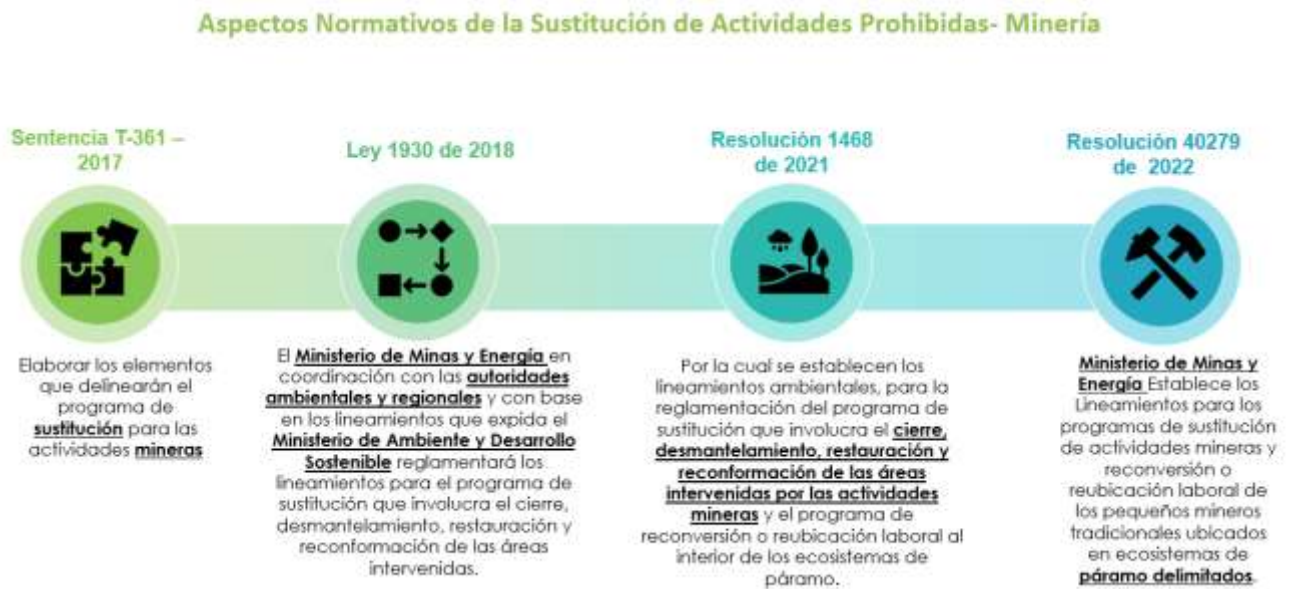 Aspectos Normativos de la Sustitución de Actividades Prohibidas- Minería
Sentencia T-361 –
2017
Elaborar los elementos
que delinearán el
programa de
sustitución para las
actividades mineras
Ley 1930 de 2018
El Ministerio de Minas y Energía en
coordinación con las autoridades
ambientales y regionales y con base
en los lineamientos que expida el
Ministerio de Ambiente y Desarrollo
Sostenible reglamentará los
lineamientos para el programa de
sustitución que involucra el cierre,
desmantelamiento, restauración y
reconformación de las áreas
intervenidas.
Resolución 1468
de 2021
Por la cual se establecen los
lineamientos ambientales, para la
reglamentación del programa de
sustitución que involucra el cierre,
desmantelamiento, restauración y
reconformación de las áreas
intervenidas por las actividades
mineras y el programa de
reconversión o reubicación laboral al
interior de los ecosistemas de
páramo.
Resolución 40279
de 2022
Ministerio de Minas y
Energía Establece los
Lineamientos para los
programas de sustitución
de actividades mineras y
reconversión o
reubicación laboral de
los pequeños mineros
tradicionales ubicados
en ecosistemas de
páramo delimitados.